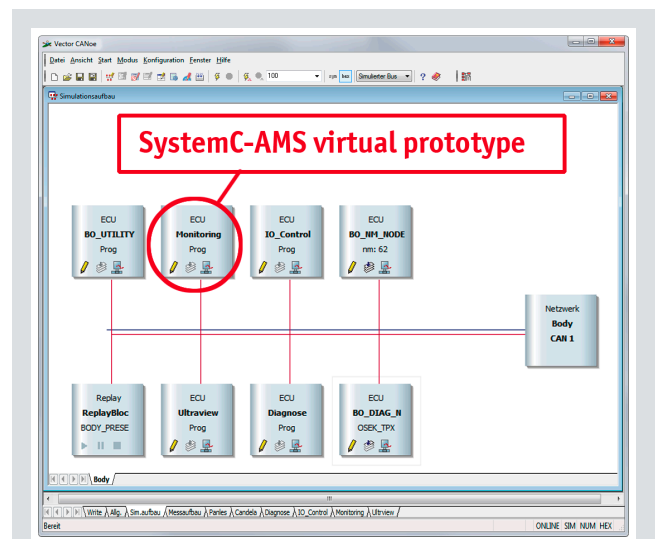 Vector CANoe
Datei Ansicht Start Modus Konfiguration Fenster Hilfe
100 sym hex Simulierter Bus
Simulationsaufbau
SystemC-AMS virtual prototype
ECU
BO_UTILITY
Prog
ECU
Monitoring
Prog
ECU
IO_Control
Prog
ECU
BO_NM_NODE
nm: 62
Netzwerk
Body
CAN 1
Replay
ReplayBloc
BODY_PRESE
ECU
Ultraview
Prog
ECU
Diagnose
Prog
ECU
BO_DIAG_N
OSEK_TPX
Body
Write Allg. Sim.aufbau Messaufbau Panles Candela Diagnose IO_Control Monitoring Ultrview
Bereit ONLINE SIM NUM HEX